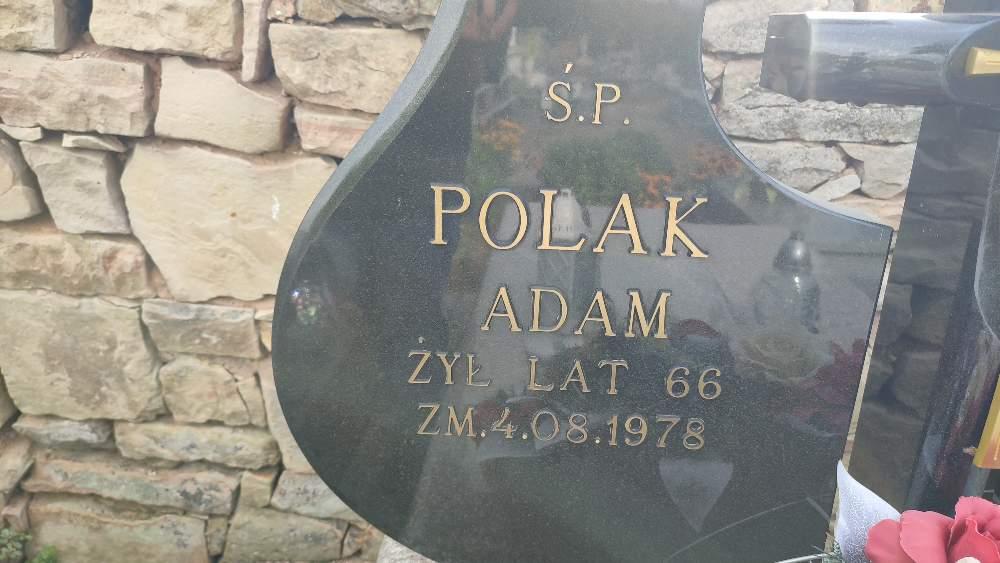 Ś.P.
POLAK
ADAM
ŻYŁ LAT 66
ZM.4.08.1978